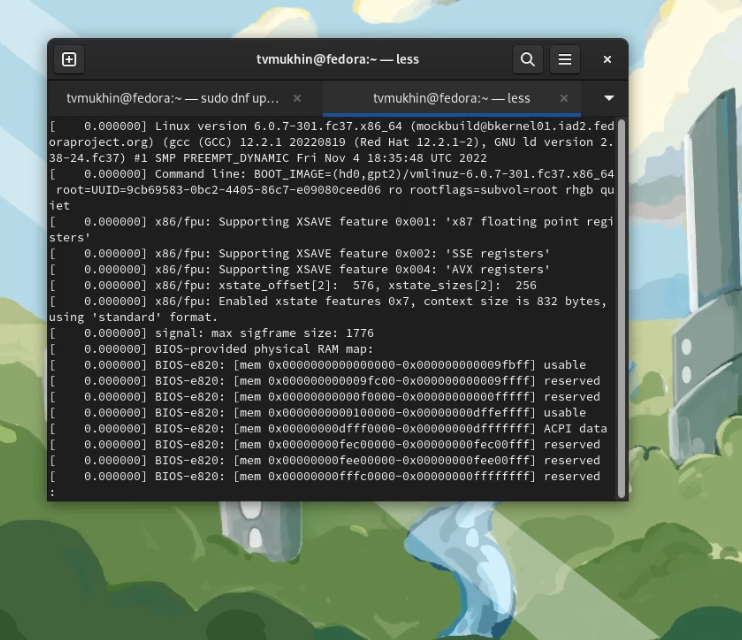 tvmukhin@fedora:~ — less
tvmukhin@fedora:~ — sudo dnf up...
tvmukhin@fedora:~ — less
[    0.000000] Linux version 6.0.7-301.fc37.x86_64 (mockbuild@bkernel01.iad2.fed
oraproject.org) (gcc (GCC) 12.2.1 20220819 (Red Hat 12.2.1-2), GNU ld version 2.
38-24.fc37) #1 SMP PREEMPT_DYNAMIC Fri Nov 4 18:35:48 UTC 2022
[    0.000000] Command line: BOOT_IMAGE=(hd0,gpt2)/vmlinuz-6.0.7-301.fc37.x86_64
 root=UUID=9cb69583-0bc2-4405-86c7-e09080ceed06 ro rootflags=subvol=root rhgb qu
iet
[    0.000000] x86/fpu: Supporting XSAVE feature 0x001: 'x87 floating point regi
sters'
[    0.000000] x86/fpu: Supporting XSAVE feature 0x002: 'SSE registers'
[    0.000000] x86/fpu: Supporting XSAVE feature 0x004: 'AVX registers'
[    0.000000] x86/fpu: xstate_offset[2]:  576, xstate_sizes[2]:  256
[    0.000000] x86/fpu: Enabled xstate features 0x7, context size is 832 bytes,
using 'standard' format.
[    0.000000] signal: max sigframe size: 1776
[    0.000000] BIOS-provided physical RAM map:
[    0.000000] BIOS-e820: [mem 0x0000000000000000-0x000000000009fbff] usable
[    0.000000] BIOS-e820: [mem 0x000000000009fc00-0x000000000009ffff] reserved
[    0.000000] BIOS-e820: [mem 0x00000000000f0000-0x00000000000fffff] reserved
[    0.000000] BIOS-e820: [mem 0x0000000000100000-0x00000000dffeffff] usable
[    0.000000] BIOS-e820: [mem 0x00000000dfff0000-0x00000000dfffffff] ACPI data
[    0.000000] BIOS-e820: [mem 0x00000000fec00000-0x00000000fec00fff] reserved
[    0.000000] BIOS-e820: [mem 0x00000000fee00000-0x00000000fee00fff] reserved
[    0.000000] BIOS-e820: [mem 0x00000000fffc0000-0x00000000ffffffff] reserved
: